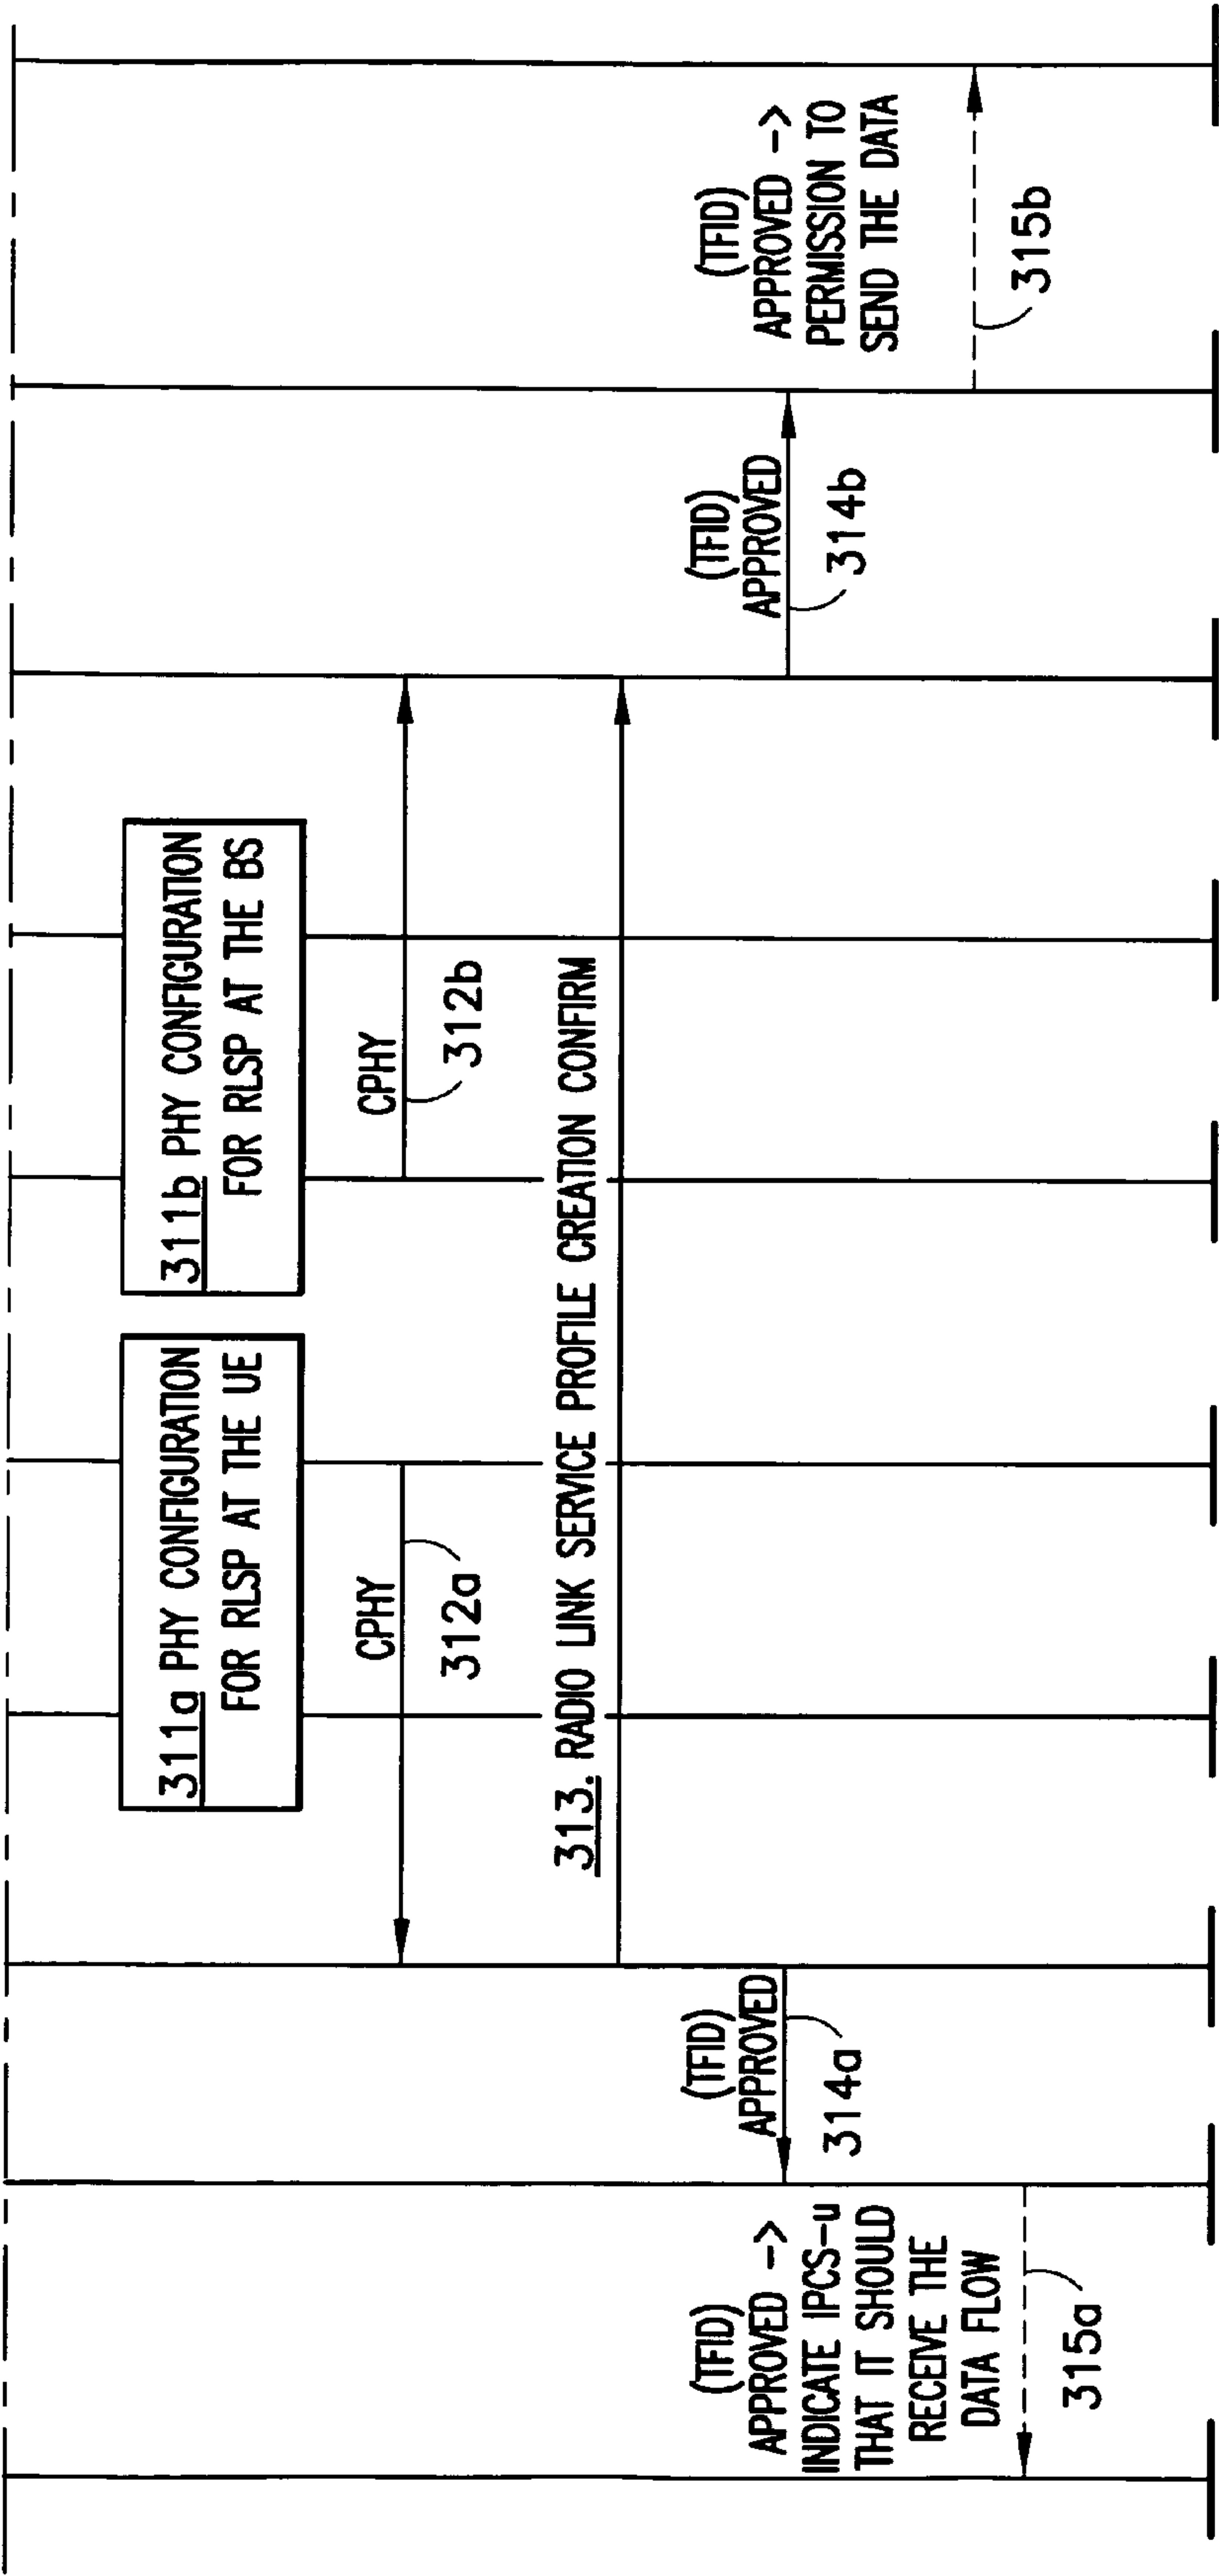 311a PHY CONFIGURATION
FOR RLSP AT THE UE
311b PHY CONFIGURATION
FOR RLSP AT THE BS
CPHY
312a
CPHY
312b
313. RADIO LINK SERVICE PROFILE CREATION CONFIRM
(TFID)
APPROVED
314a
(TFID)
APPROVED
314b
(TFID)
APPROVED ->
INDICATE IPCS-u
THAT IT SHOULD
RECEIVE THE
DATA FLOW
315a
(TFID)
APPROVED ->
PERMISSION TO
SEND THE DATA
315b